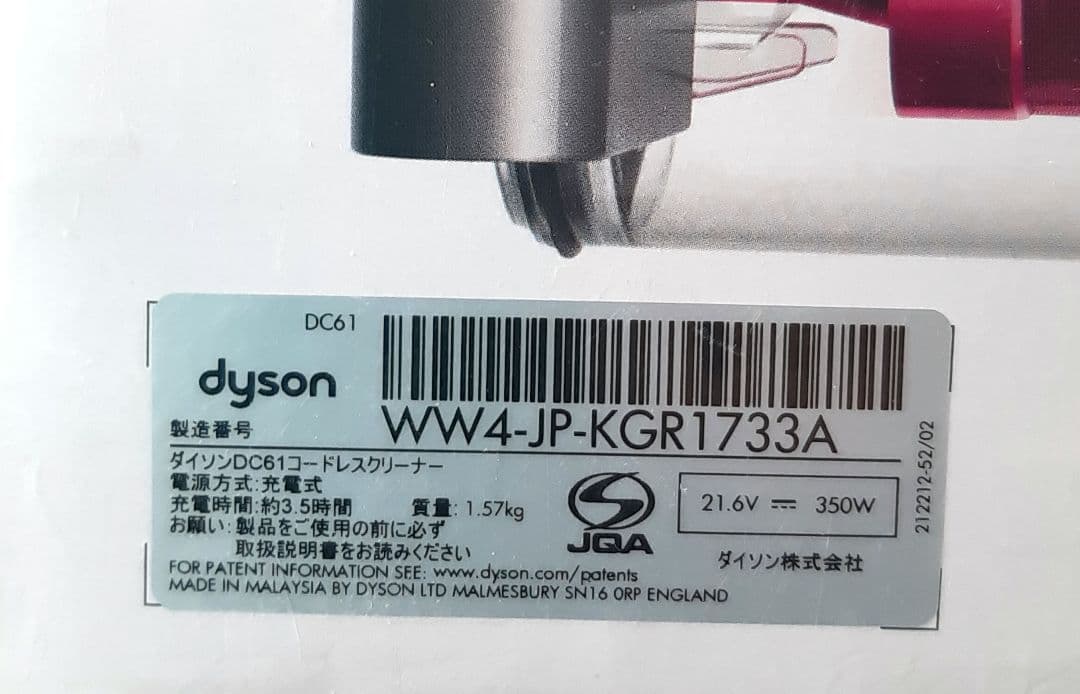 DC61
dyson
製造番号 WW4-JP-KGR1733A
ダイソンDC61コードレスクリーナー
電源方式:充電式
充電時間:約3.5時間 質量: 1.57kg
お願い:製品をご使用の前に必ず
取扱説明書をお読みください
JQA
21.6V ⎓ 350W
ダイソン株式会社
212212-52/02
FOR PATENT INFORMATION SEE: www.dyson.com/patents
MADE IN MALAYSIA BY DYSON LTD MALMESBURY SN16 0RP ENGLAND